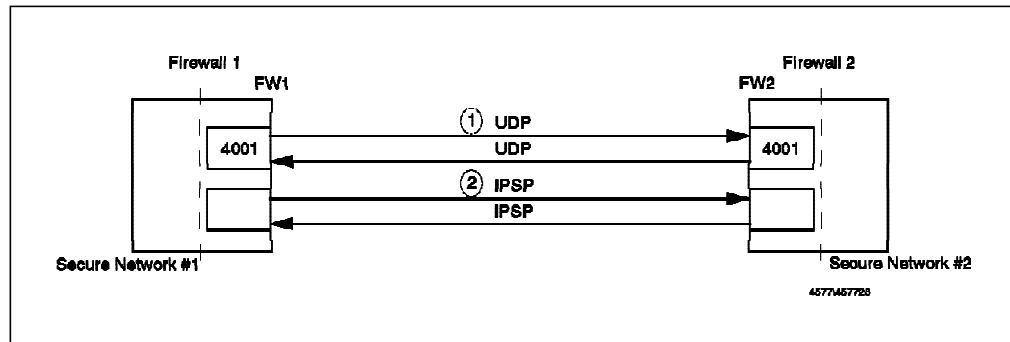 Firewall 1
Firewall 2
FW1
FW2
1 UDP
4001
UDP
4001
2 IPSP
IPSP
Secure Network #1
Secure Network #2
4577\457728